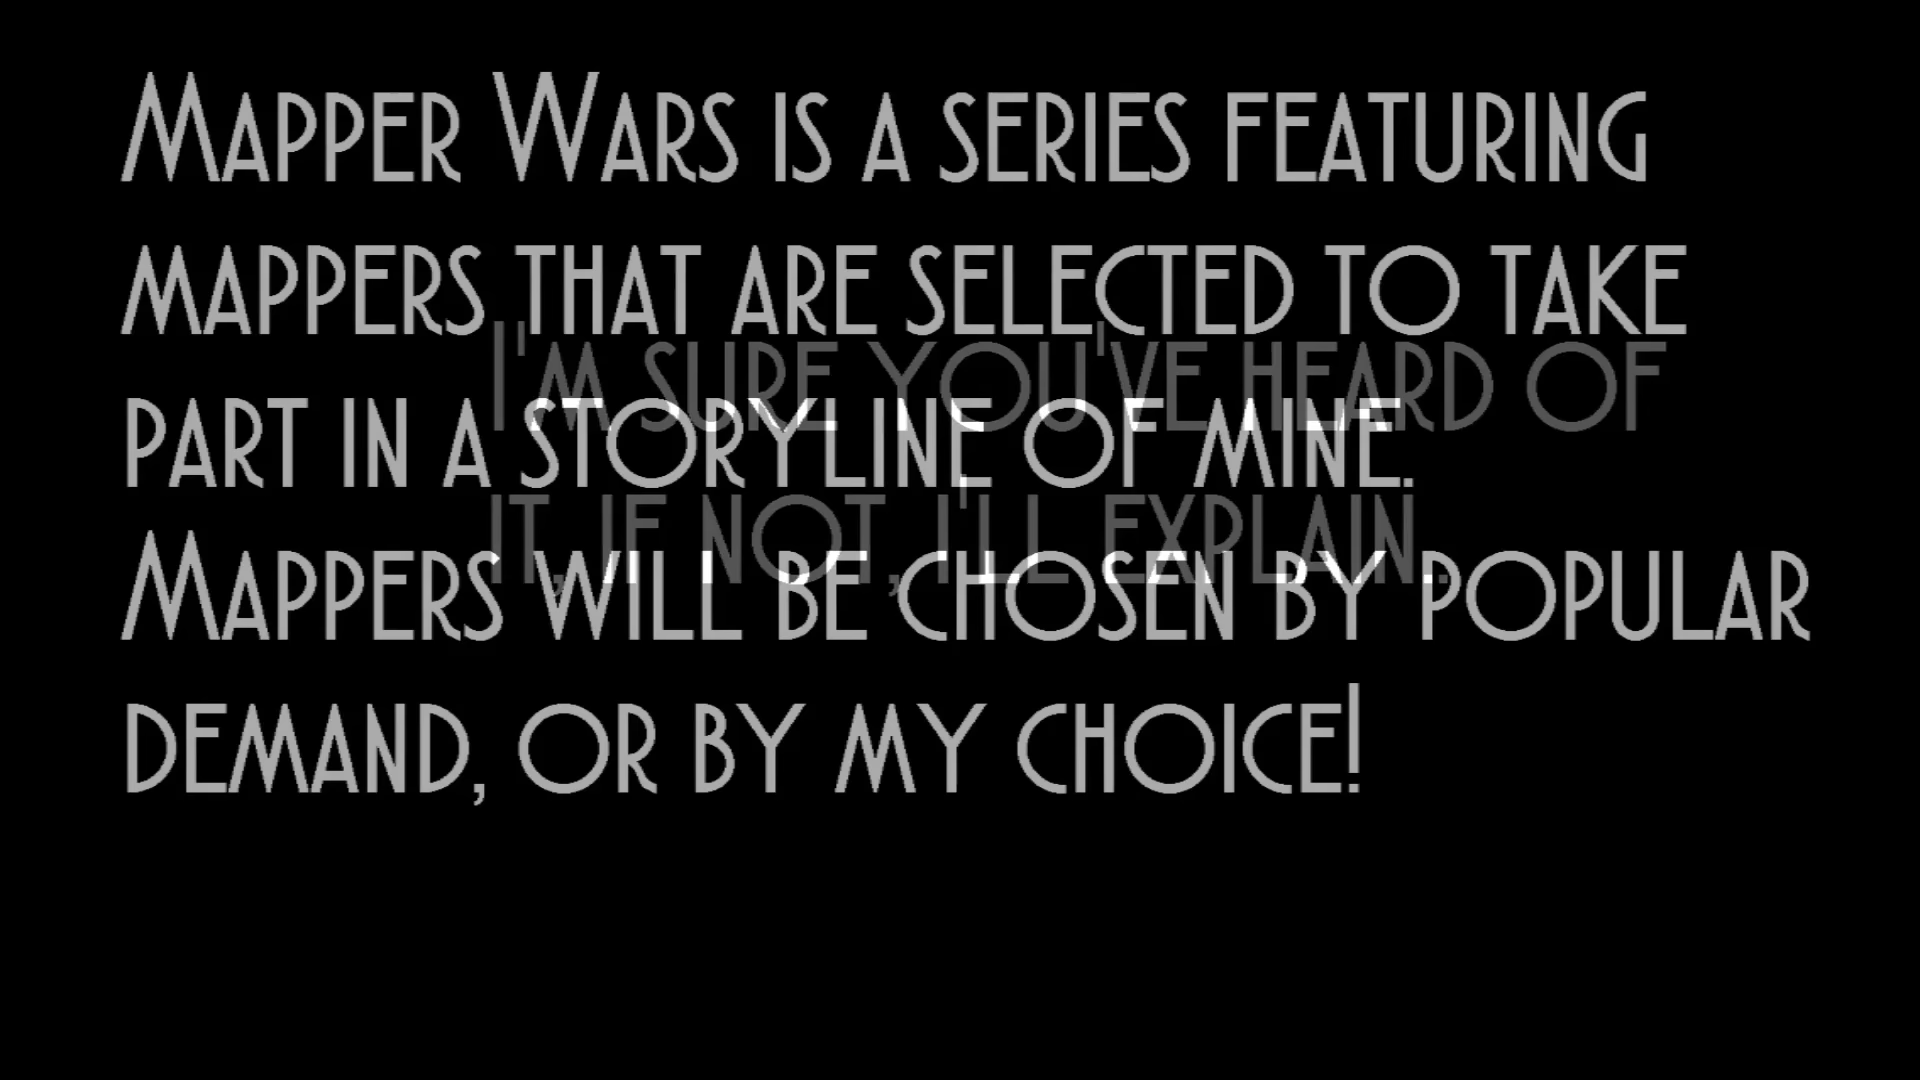 Mapper Wars is a series featuring
mappers that are selected to take
I'm sure you've heard of
part in a storyline of mine.
it, if not, I'll explain.
Mappers will be chosen by popular
demand, or by my choice!